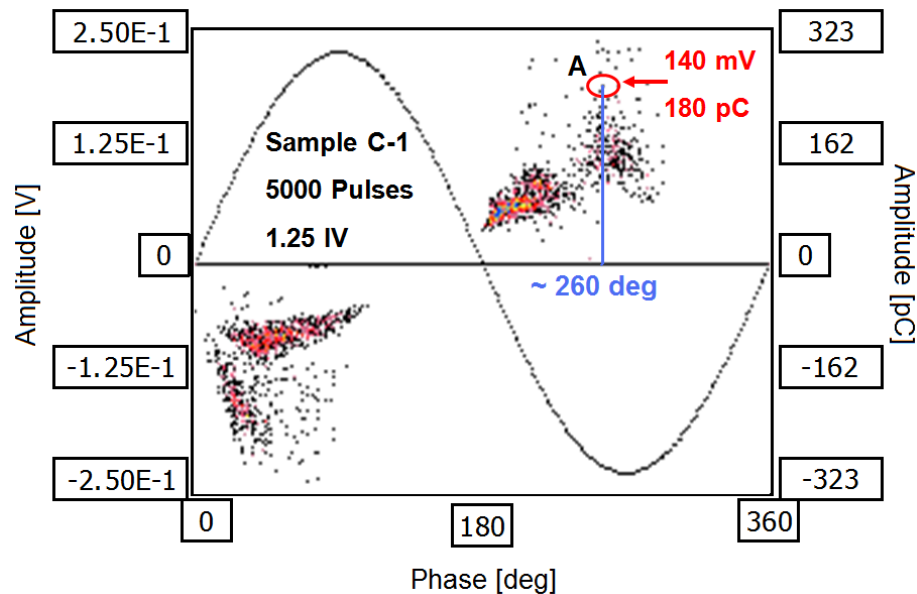 2.50E-1
323
A
140 mV
180 pC
Sample C-1
1.25E-1
162
5000 Pulses
1.25 IV
Amplitude [V]
Amplitude [pC]
0
0
~ 260 deg
-1.25E-1
-162
-2.50E-1
-323
0
180
360
Phase [deg]